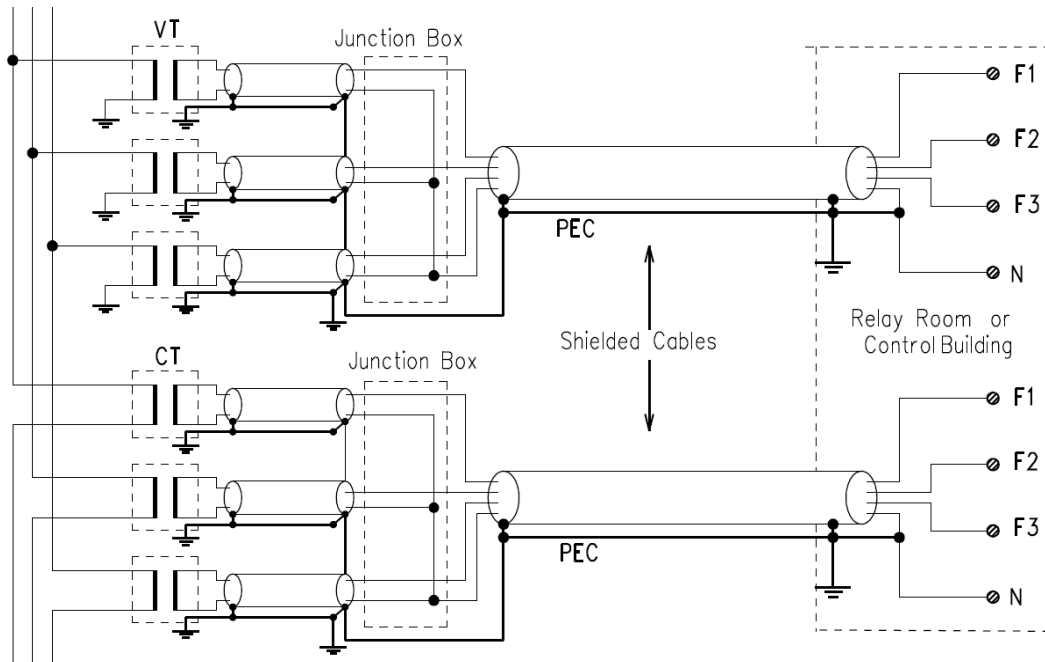 VT
Junction Box
F1
F2
F3
PEC
N
Relay Room or
Control Building
Shielded Cables
CT
Junction Box
F1
F2
F3
PEC
N